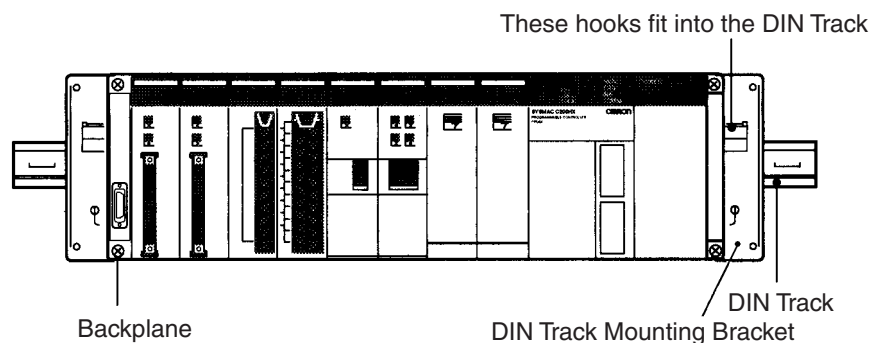 These hooks fit into the DIN Track
SYSMAC C200HX
OMRON
PROGRAMMABLE CONTROLLER
DIN Track
Backplane
DIN Track Mounting Bracket